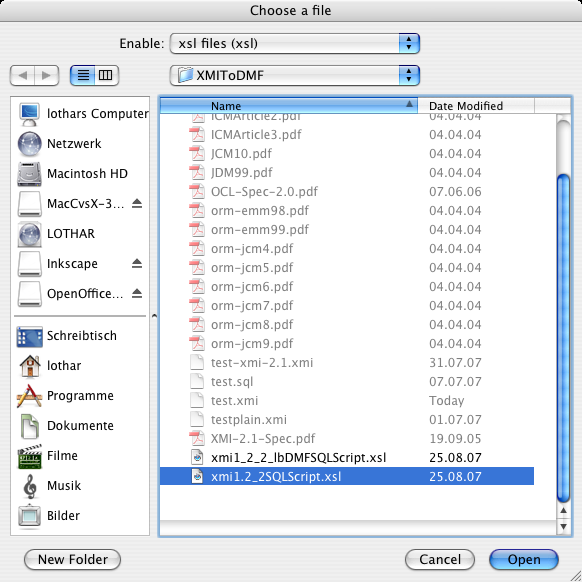 Choose a file
Enable: xsl files (xsl)
XMIToDMF
lothars Computer
Netzwerk
Macintosh HD
MacCvsX-3...
LOTHAR
Inkscape
OpenOffice...
Schreibtisch
lothar
Programme
Dokumente
Filme
Musik
Bilder
Name Date Modified
ICMArticle2.pdf 04.04.04
ICMArticle3.pdf 04.04.04
JCM10.pdf 04.04.04
JDM99.pdf 04.04.04
OCL-Spec-2.0.pdf 07.06.06
orm-emm98.pdf 04.04.04
orm-emm99.pdf 04.04.04
orm-jcm4.pdf 04.04.04
orm-jcm5.pdf 04.04.04
orm-jcm6.pdf 04.04.04
orm-jcm7.pdf 04.04.04
orm-jcm8.pdf 04.04.04
orm-jcm9.pdf 04.04.04
test-xmi-2.1.xmi 31.07.07
test.sql 07.07.07
test.xmi Today
testplain.xmi 01.07.07
XMI-2.1-Spec.pdf 19.09.05
xmi1_2_2_lbDMFSQLScript.xsl 25.08.07
xmi1.2_2SQLScript.xsl 25.08.07
New Folder Cancel Open